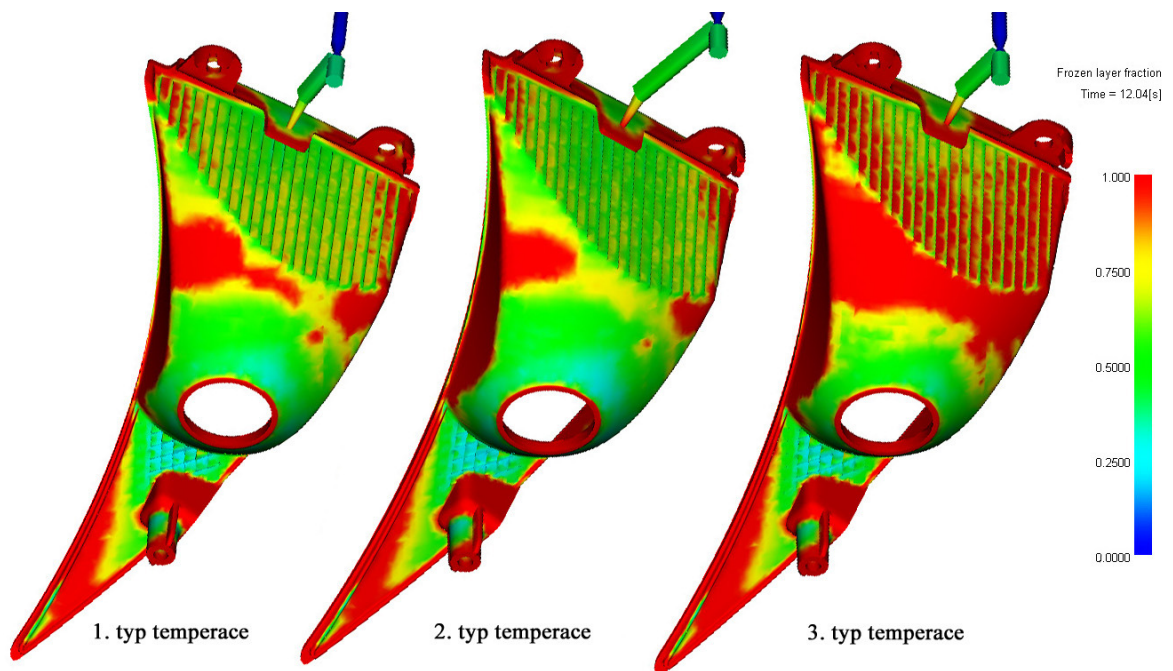 Frozen layer fraction
Time = 12.04[s]
1.000
0.7500
0.5000
0.2500
0.0000
1. typ temperace
2. typ temperace
3. typ temperace